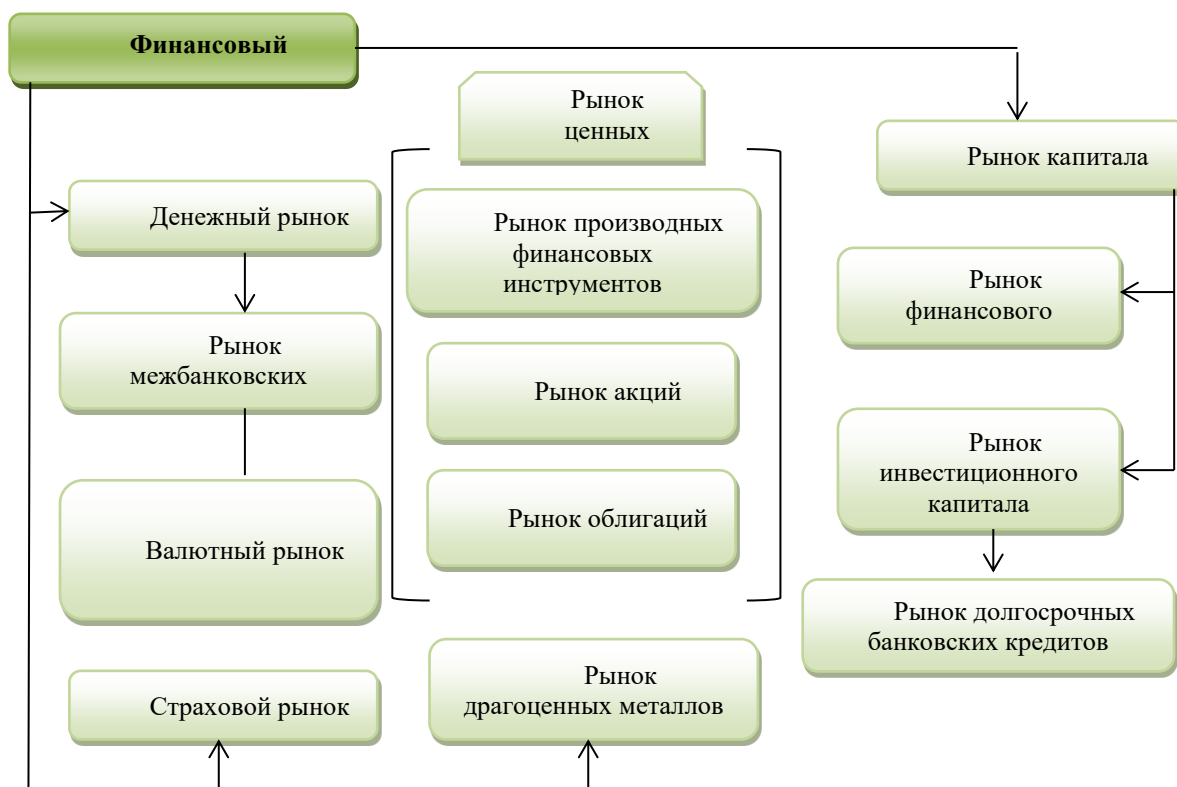 Финансовый
Рынок
ценных
Рынок капитала
Денежный рынок
Рынок производных
финансовых
инструментов
Рынок
финансового
Рынок
межбанковских
Рынок акций
Рынок
инвестиционного
капитала
Рынок облигаций
Валютный рынок
Рынок долгосрочных
банковских кредитов
Страховой рынок
Рынок
драгоценных металлов